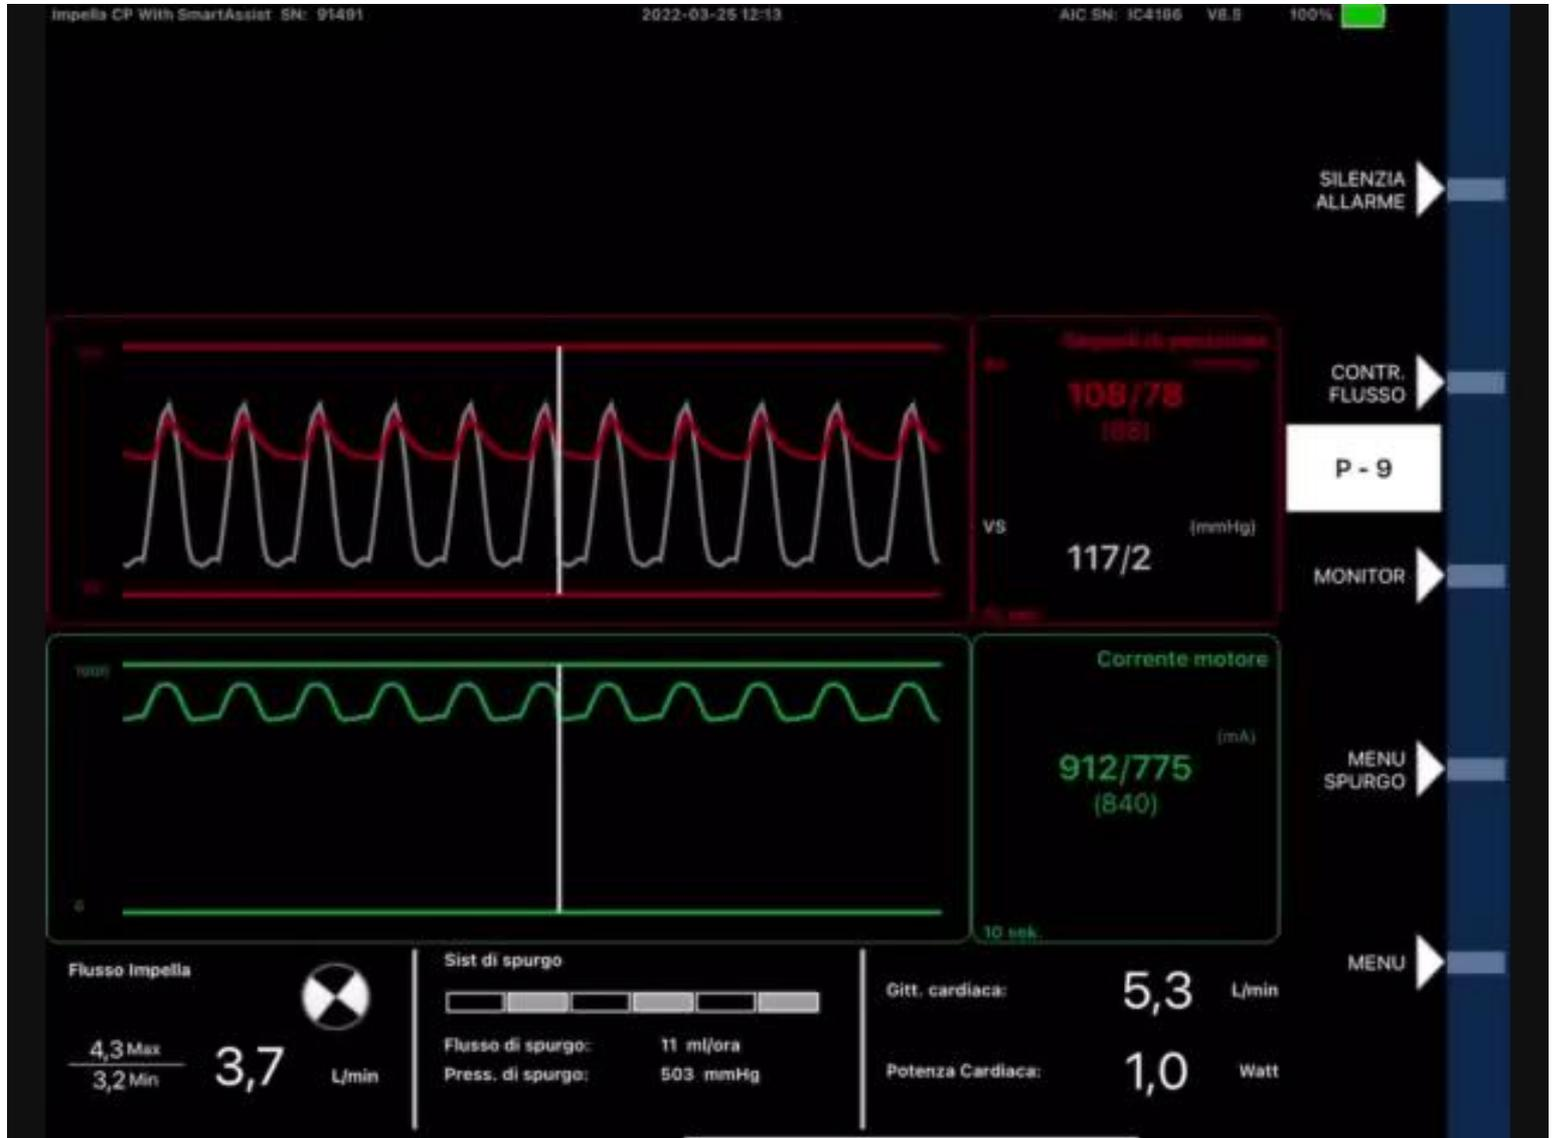 Impella CP With SmartAssist SN: 91491
2022-03-25 12:13
AIC SN: IC4186 V8.5
100%
SILENZIA
ALLARME
CONTR.
FLUSSO
P - 9
MONITOR
MENU
SPURGO
MENU
108/78
(88)
VS
(mmHg)
117/2
Corrente motore
(mA)
912/775
(840)
10 sek.
Flusso Impella
4,3 Max
3,2 Min
3,7
L/min
Sist di spurgo
Flusso di spurgo: 11 ml/ora
Press. di spurgo: 503 mmHg
Gitt. cardiaca: 5,3 L/min
Potenza Cardiaca: 1,0 Watt